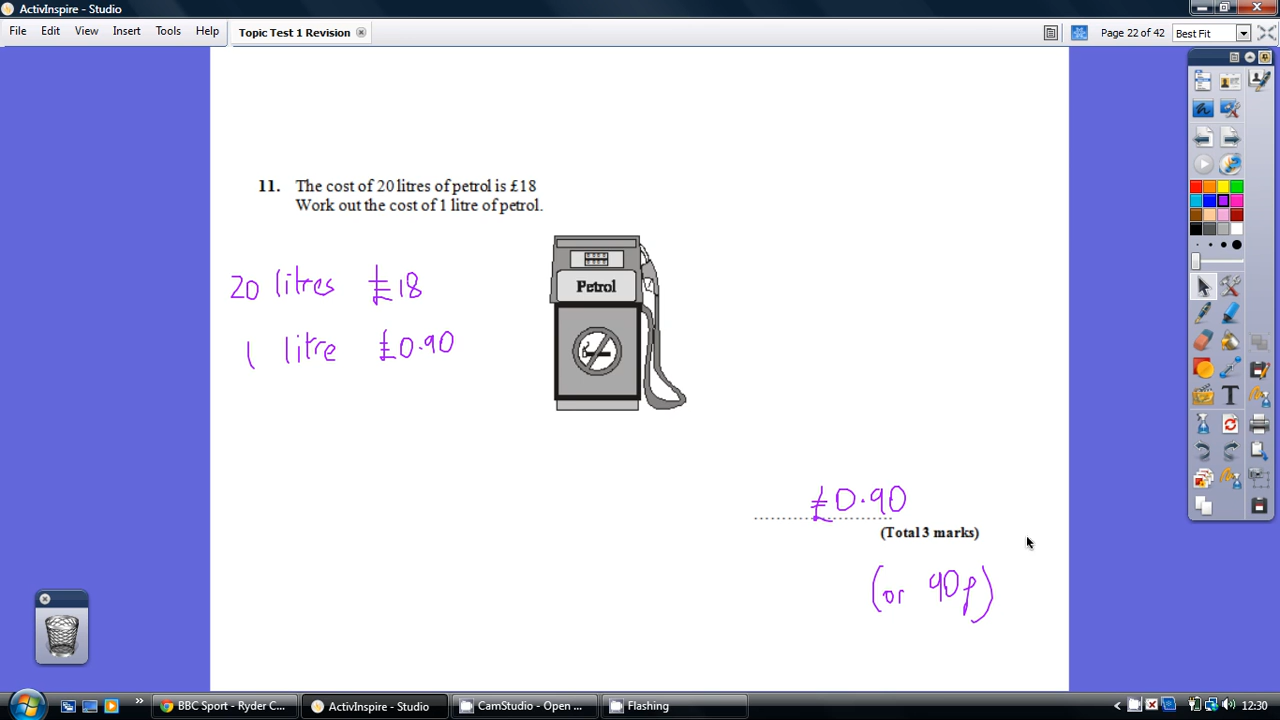 ActivInspire - Studio
File Edit View Insert Tools Help Topic Test 1 Revision Page 22 of 42 Best Fit
11. The cost of 20 litres of petrol is £18
Work out the cost of 1 litre of petrol.
20 litres £18
Petrol
1 litre £0.90
£0.90
(Total 3 marks)
(or 90p)
BBC Sport - Ryder C... ActivInspire - Studio CamStudio - Open ... Flashing 12:30